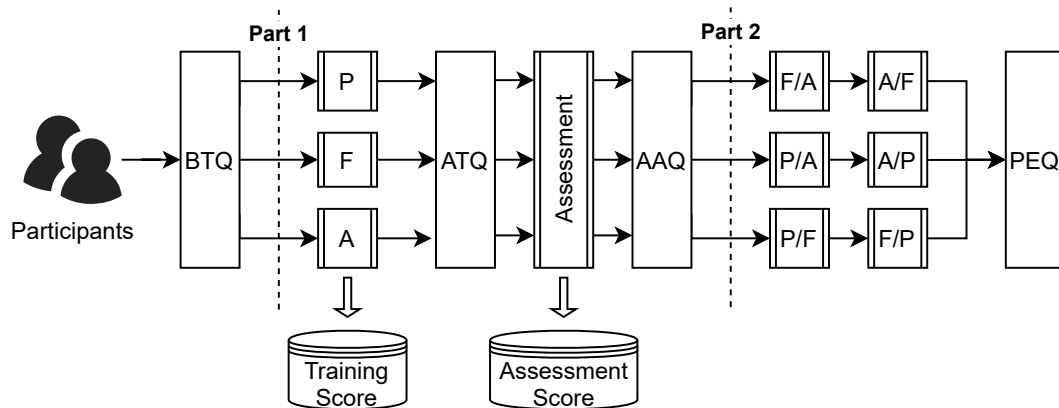 Part 1
Part 2
P
F/A
A/F
BTQ
F
ATQ
Assessment
AAQ
P/A
A/P
PEQ
Participants
A
P/F
F/P
Training
Score
Assessment
Score